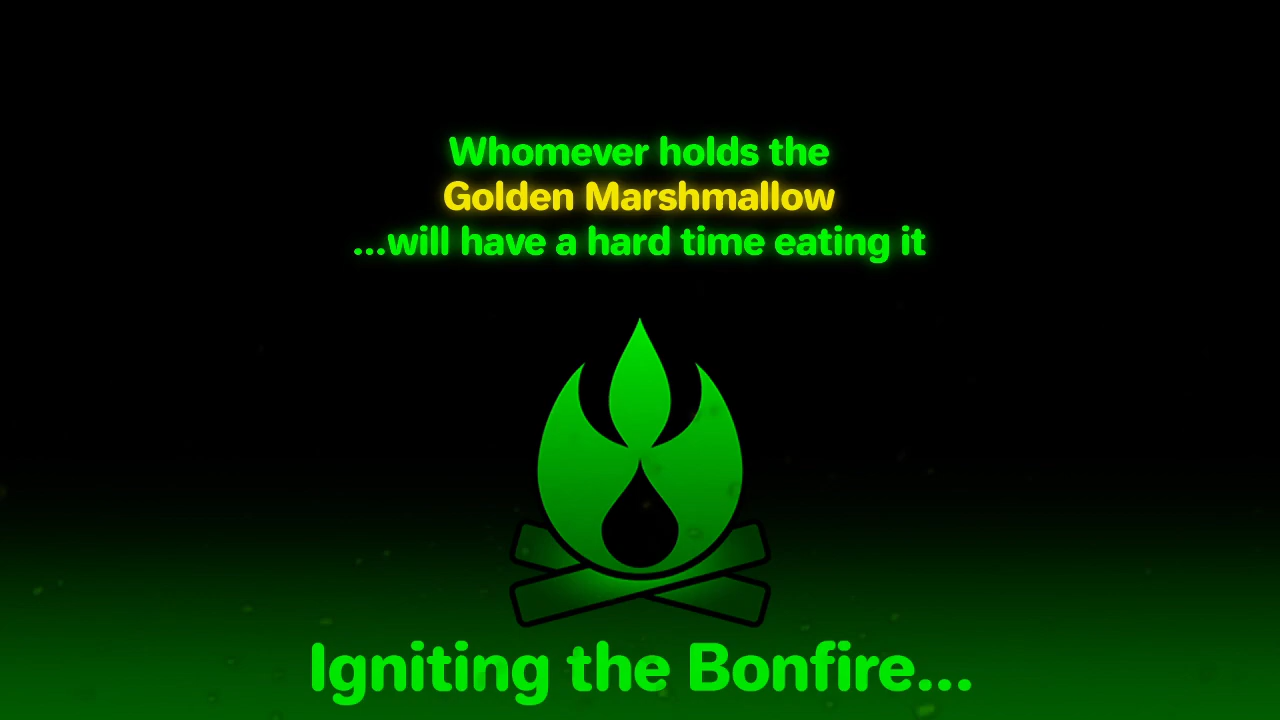 Whomever holds the
Golden Marshmallow
...will have a hard time eating it
Igniting the Bonfire...